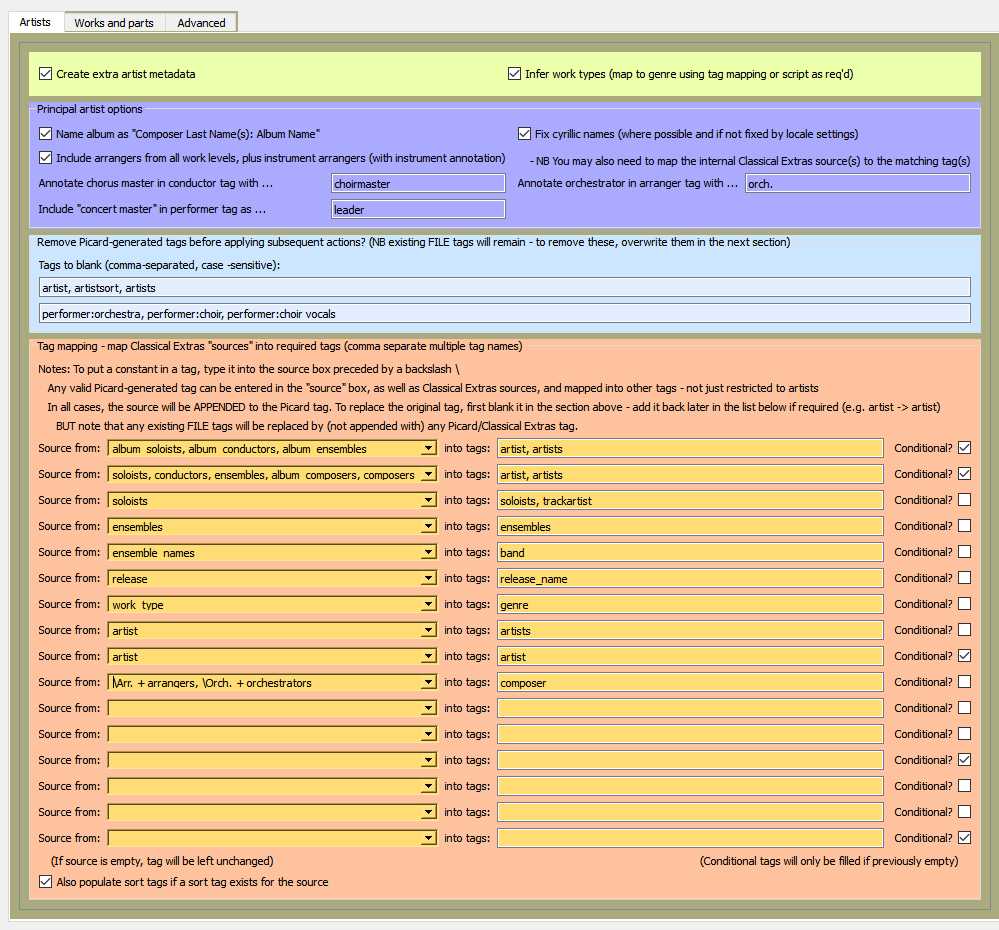 Artists Works and parts Advanced
Create extra artist metadata Infer work types (map to genre using tag mapping or script as req'd)
Principal artist options
Name album as "Composer Last Name(s): Album Name" Fix cyrillic names (where possible and if not fixed by locale settings)
Include arrangers from all work levels, plus instrument arrangers (with instrument annotation) - NB You may also need to map the internal Classical Extras source(s) to the matching tag(s)
Annotate chorus master in conductor tag with ... choirmaster Annotate orchestrator in arranger tag with ... orch.
Include "concert master" in performer tag as ... leader
Remove Picard-generated tags before applying subsequent actions? (NB existing FILE tags will remain - to remove these, overwrite them in the next section)
Tags to blank (comma-separated, case -sensitive):
artist, artistsort, artists
performer:orchestra, performer:choir, performer:choir vocals
Tag mapping - map Classical Extras "sources" into required tags (comma separate multiple tag names)
Notes: To put a constant in a tag, type it into the source box preceded by a backslash \
Any valid Picard-generated tag can be entered in the "source" box, as well as Classical Extras sources, and mapped into other tags - not just restricted to artists
In all cases, the source will be APPENDED to the Picard tag. To replace the original tag, first blank it in the section above - add it back later in the list below if required (e.g. artist -> artist)
BUT note that any existing FILE tags will be replaced by (not appended with) any Picard/Classical Extras tag.
Source from: album_soloists, album_conductors, album_ensembles into tags: artist, artists Conditional?
Source from: soloists, conductors, ensembles, album_composers, composers into tags: artist, artists Conditional?
Source from: soloists into tags: soloists, trackartist Conditional?
Source from: ensembles into tags: ensembles Conditional?
Source from: ensemble_names into tags: band Conditional?
Source from: release into tags: release_name Conditional?
Source from: work_type into tags: genre Conditional?
Source from: artist into tags: artists Conditional?
Source from: artist into tags: artist Conditional?
Source from: \Arr. + arrangers, \Orch. + orchestrators into tags: composer Conditional?
Source from: into tags: Conditional?
Source from: into tags: Conditional?
Source from: into tags: Conditional?
Source from: into tags: Conditional?
Source from: into tags: Conditional?
Source from: into tags: Conditional?
(If source is empty, tag will be left unchanged) (Conditional tags will only be filled if previously empty)
Also populate sort tags if a sort tag exists for the source